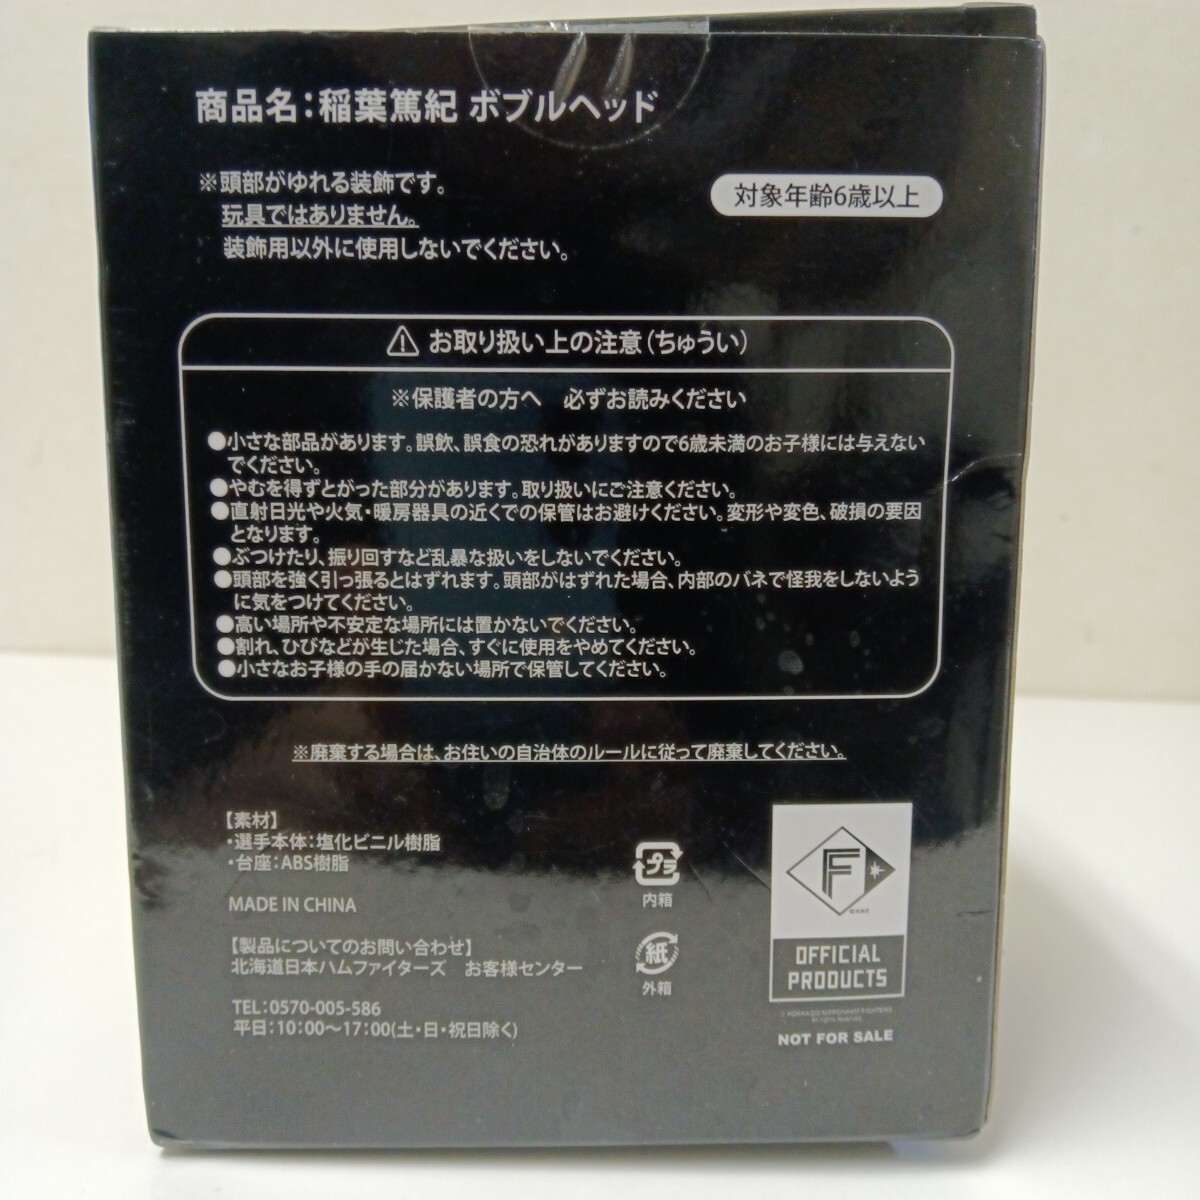 商品名：稲葉篤紀 ボブルヘッド
※頭部がゆれる装飾です。
玩具ではありません。
装飾用以外に使用しないでください。
対象年齢6歳以上
⚠ お取り扱い上の注意（ちゅうい）
※保護者の方へ　必ずお読みください
●小さな部品があります。誤飲、誤食の恐れがありますので6歳未満のお子様には与えない
でください。
●やむを得ずとがった部分があります。取り扱いにご注意ください。
●直射日光や火気・暖房器具の近くでの保管はお避けください。変形や変色、破損の要因
となります。
●ぶつけたり、振り回すなど乱暴な扱いをしないでください。
●頭部を強く引っ張るとはずれます。頭部がはずれた場合、内部のバネで怪我をしないよう
に気をつけてください。
●高い場所や不安定な場所には置かないでください。
●割れ、ひびなどが生じた場合、すぐに使用をやめてください。
●小さなお子様の手の届かない場所で保管してください。
※廃棄する場合は、お住いの自治体のルールに従って廃棄してください。
【素材】
・選手本体：塩化ビニル樹脂
・台座：ABS樹脂
MADE IN CHINA
【製品についてのお問い合わせ】
北海道日本ハムファイターズ　お客様センター
TEL：0570-005-586
平日：10：00～17：00(土・日・祝日除く)
プラ
内箱
紙
外箱
F
©H.N.F.
OFFICIAL
PRODUCTS
© HOKKAIDO NIPPONHAM FIGHTERS
All rights reserved.
NOT FOR SALE